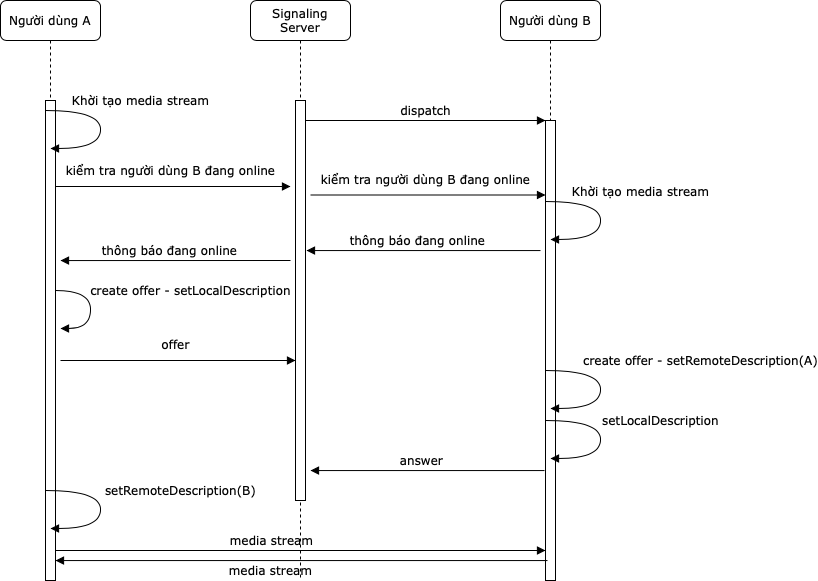 Người dùng A
Signaling
Server
Người dùng B
Khời tạo media stream
dispatch
kiểm tra người dùng B đang online
kiểm tra người dùng B đang online
Khời tạo media stream
thông báo đang online
thông báo đang online
create offer - setLocalDescription
offer
create offer - setRemoteDescription(A)
setLocalDescription
answer
setRemoteDescription(B)
media stream
media stream